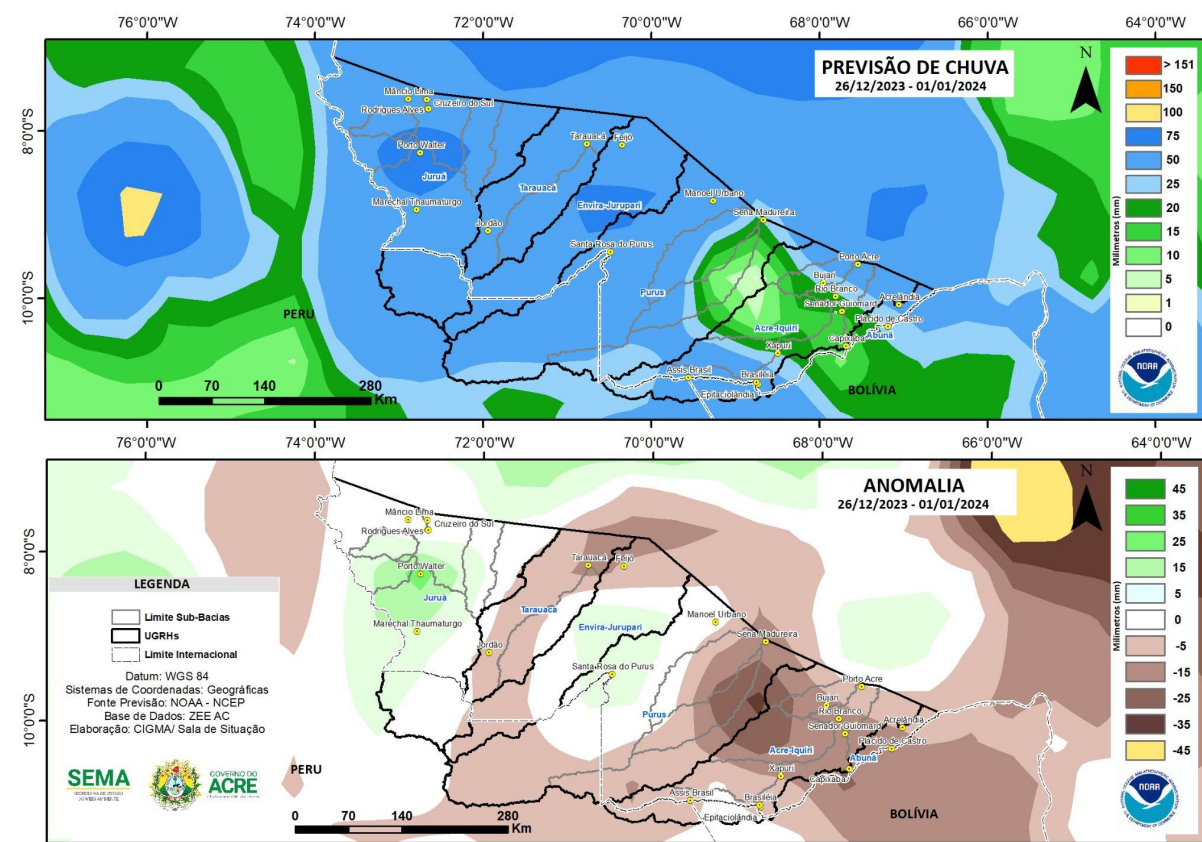 76°0'0"W 74°0'0"W 72°0'0"W 70°0'0"W 68°0'0"W 66°0'0"W 64°0'0"W
PREVISÃO DE CHUVA
26/12/2023 - 01/01/2024
N
> 151
150
100
75
50
25
20
15
10
5
1
0
Milimetros (mm)
NOAA
8°0'0"S
10°0'0"S
Mâncio Lima
Cruzeiro do Sul
Rodrigues Alves
Porto Walter
Juruá
Marechal Thaumaturgo
Jordão
Tarauacá
Feijó
Tarauacá
Envira-Jurupari
Manoel Urbano
Sena Madureira
Santa Rosa do Purus
Purus
Porto Acre
Bujari
Rio Branco
Senador Guiomard
Acrelândia
Plácido de Castro
Abunã
Acre-Iquiri
Capixaba
Xapuri
Assis Brasil
Brasiléia
Epitaciolândia
PERU
BOLÍVIA
0 70 140 280
Km
76°0'0"W 74°0'0"W 72°0'0"W 70°0'0"W 68°0'0"W 66°0'0"W 64°0'0"W
ANOMALIA
26/12/2023 - 01/01/2024
N
45
35
25
15
5
0
-5
-15
-25
-35
-45
Milimetros (mm)
NOAA
8°0'0"S
10°0'0"S
Mâncio Lima
Cruzeiro do Sul
Rodrigues Alves
Porto Walter
Juruá
Marechal Thaumaturgo
Jordão
Tarauacá
Feijó
Tarauacá
Envira-Jurupari
Manoel Urbano
Sena Madureira
Santa Rosa do Purus
Purus
Porto Acre
Bujari
Rio Branco
Senador Guiomard
Acrelândia
Plácido de Castro
Abunã
Acre-Iquiri
Capixaba
Xapuri
Assis Brasil
Brasiléia
Epitaciolândia
LEGENDA
Limite Sub-Bacias
UGRHs
Limite Internacional
Datum: WGS 84
Sistemas de Coordenadas: Geográficas
Fonte Previsão: NOAA - NCEP
Base de Dados: ZEE AC
Elaboração: CIGMA/ Sala de Situação
SEMA
GOVERNO DO
ACRE
PERU
BOLÍVIA
0 70 140 280
Km